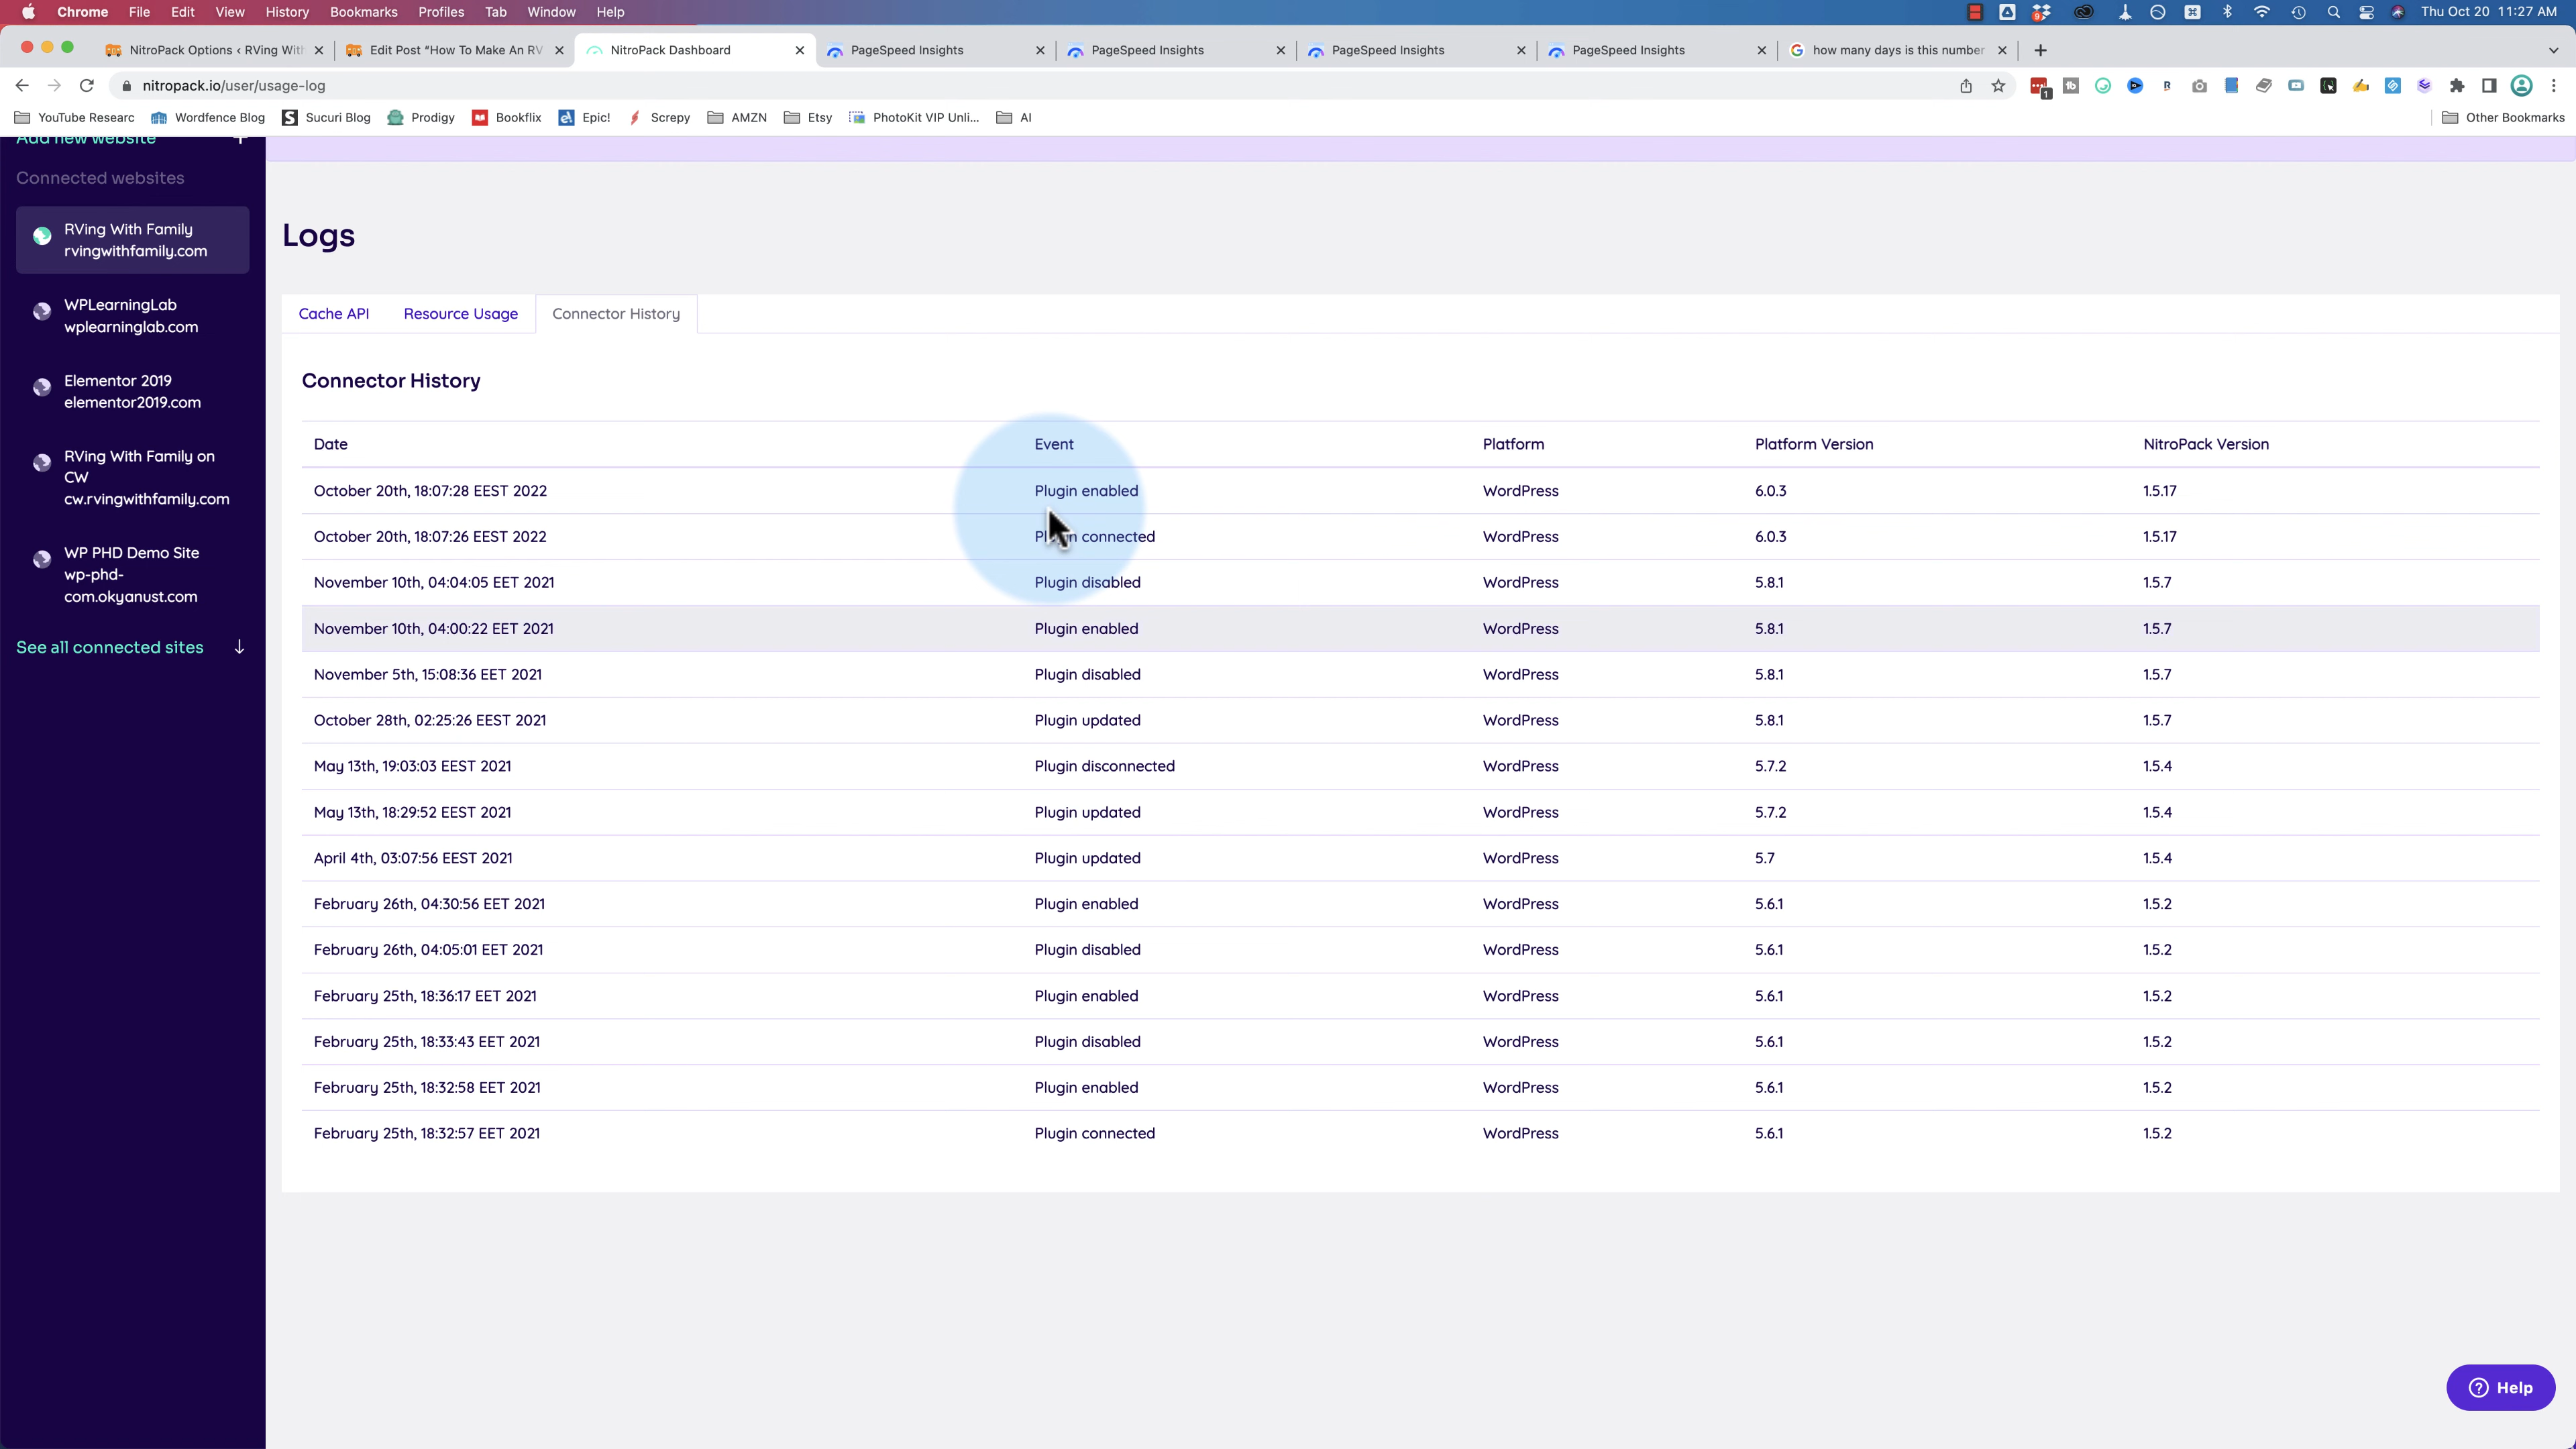 Chrome File Edit View History Bookmarks Profiles Tab Window Help 9 Thu Oct 20 11:27 AM
NitroPack Options ‹ RVing With NitroPack Dashboard
Edit Post "How To Make An RV
NitroPack Dashboard
PageSpeed Insights
PageSpeed Insights
PageSpeed Insights
PageSpeed Insights
how many days is this number
nitropack.io/user/usage-log
1
YouTube Researc Wordfence Blog Sucuri Blog Prodigy Bookflix Epic! Screpy AMZN Etsy PhotoKit VIP Unli... AI Other Bookmarks
Add new website +
Connected websites
RVing With Family
rvingwithfamily.com
WPLearningLab
wplearninglab.com
Elementor 2019
elementor2019.com
RVing With Family on
CW
cw.rvingwithfamily.com
WP PHD Demo Site
wp-phd-
com.okyanust.com
See all connected sites
Logs
Cache API Resource Usage Connector History
Connector History
Date Event Platform Platform Version NitroPack Version
October 20th, 18:07:28 EEST 2022 Plugin enabled WordPress 6.0.3 1.5.17
October 20th, 18:07:26 EEST 2022 Plugin connected WordPress 6.0.3 1.5.17
November 10th, 04:04:05 EET 2021 Plugin disabled WordPress 5.8.1 1.5.7
November 10th, 04:00:22 EET 2021 Plugin enabled WordPress 5.8.1 1.5.7
November 5th, 15:08:36 EET 2021 Plugin disabled WordPress 5.8.1 1.5.7
October 28th, 02:25:26 EEST 2021 Plugin updated WordPress 5.8.1 1.5.7
May 13th, 19:03:03 EEST 2021 Plugin disconnected WordPress 5.7.2 1.5.4
May 13th, 18:29:52 EEST 2021 Plugin updated WordPress 5.7.2 1.5.4
April 4th, 03:07:56 EEST 2021 Plugin updated WordPress 5.7 1.5.4
February 26th, 04:30:56 EET 2021 Plugin enabled WordPress 5.6.1 1.5.2
February 26th, 04:05:01 EET 2021 Plugin disabled WordPress 5.6.1 1.5.2
February 25th, 18:36:17 EET 2021 Plugin enabled WordPress 5.6.1 1.5.2
February 25th, 18:33:43 EET 2021 Plugin disabled WordPress 5.6.1 1.5.2
February 25th, 18:32:58 EET 2021 Plugin enabled WordPress 5.6.1 1.5.2
February 25th, 18:32:57 EET 2021 Plugin connected WordPress 5.6.1 1.5.2
Help